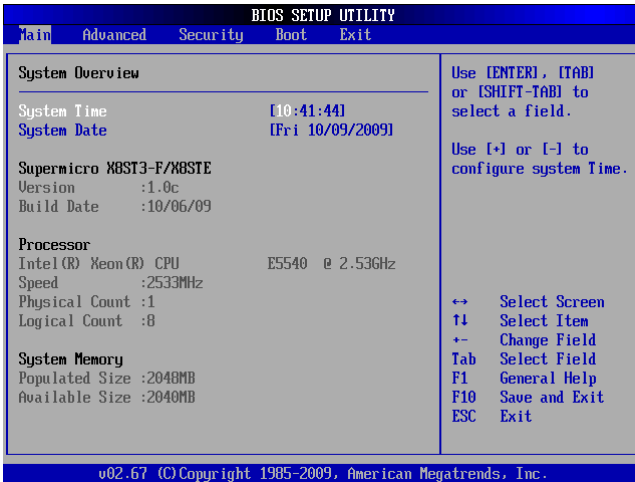 BIOS SETUP UTILITY
Main Advanced Security Boot Exit
System Overview
System Time [10:41:44]
System Date [Fri 10/09/2009]
Supermicro X8ST3-F/X8STE
Version :1.0c
Build Date :10/06/09
Processor
Intel(R) Xeon(R) CPU E5540 @ 2.53GHz
Speed :2533MHz
Physical Count :1
Logical Count :8
System Memory
Populated Size :2048MB
Available Size :2040MB
Use [ENTER], [TAB]
or [SHIFT-TAB] to
select a field.
Use [+] or [-] to
configure system Time.
↔ Select Screen
↑↓ Select Item
+- Change Field
Tab Select Field
F1 General Help
F10 Save and Exit
ESC Exit
v02.67 (C)Copyright 1985-2009, American Megatrends, Inc.